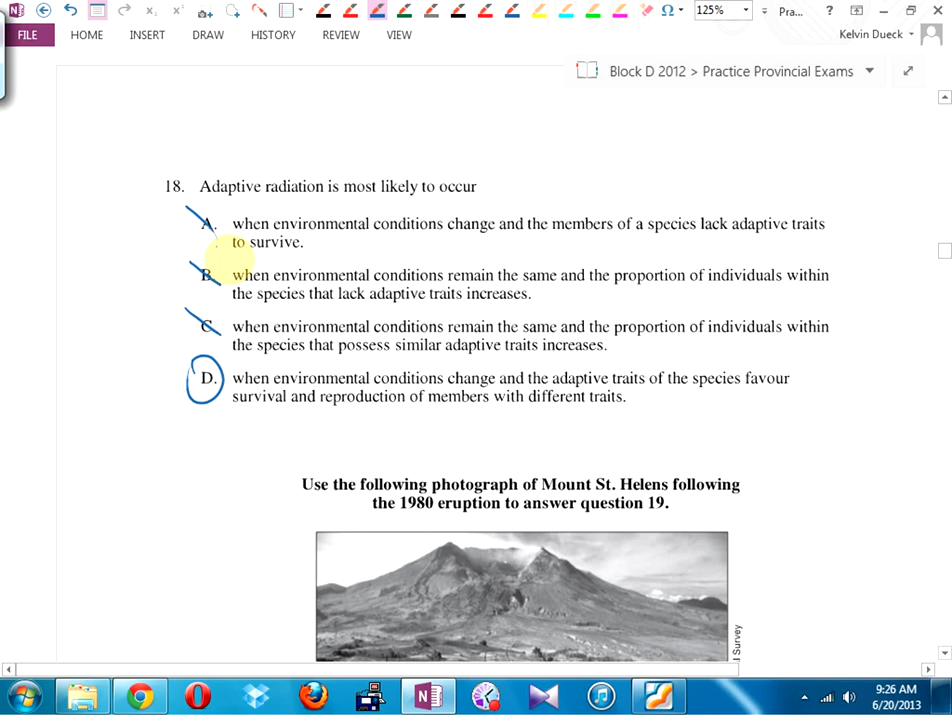 125%
Pra...
?
FILE
HOME
INSERT
DRAW
HISTORY
REVIEW
VIEW
Kelvin Dueck
Block D 2012 > Practice Provincial Exams
18. Adaptive radiation is most likely to occur
A. when environmental conditions change and the members of a species lack adaptive traits
to survive.
B. when environmental conditions remain the same and the proportion of individuals within
the species that lack adaptive traits increases.
C. when environmental conditions remain the same and the proportion of individuals within
the species that possess similar adaptive traits increases.
D. when environmental conditions change and the adaptive traits of the species favour
survival and reproduction of members with different traits.
Use the following photograph of Mount St. Helens following
the 1980 eruption to answer question 19.
l Survey
9:26 AM
6/20/2013